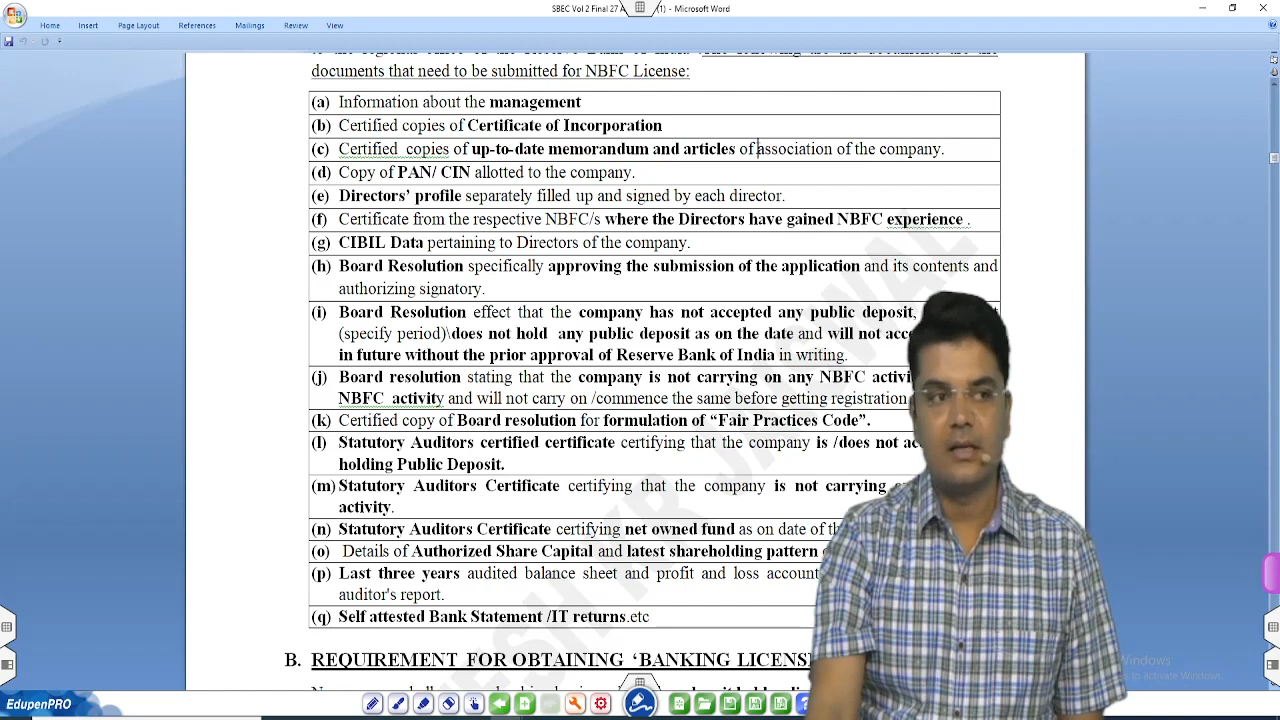 SBEC Vol 2 Final 27 A (1) - Microsoft Word
Home Insert Page Layout References Mailings Review View
documents that need to be submitted for NBFC License:
(a) Information about the management
(b) Certified copies of Certificate of Incorporation
(c) Certified copies of up-to-date memorandum and articles of association of the company.
(d) Copy of PAN/ CIN allotted to the company.
(e) Directors' profile separately filled up and signed by each director.
(f) Certificate from the respective NBFC/s where the Directors have gained NBFC experience .
(g) CIBIL Data pertaining to Directors of the company.
(h) Board Resolution specifically approving the submission of the application and its contents and
authorizing signatory.
(i) Board Resolution effect that the company has not accepted any public deposit,
(specify period)\does not hold any public deposit as on the date and will not
in future without the prior approval of Reserve Bank of India in writing.
(j) Board resolution stating that the company is not carrying on any NBFC
NBFC activity and will not carry on /commence the same before getting registration
(k) Certified copy of Board resolution for formulation of "Fair Practices Code".
(l) Statutory Auditors certified certificate certifying that the company is /does not
holding Public Deposit.
(m) Statutory Auditors Certificate certifying that the company is not carrying
activity.
(n) Statutory Auditors Certificate certifying net owned fund as on date of
(o) Details of Authorized Share Capital and latest shareholding pattern
(p) Last three years audited balance sheet and profit and loss account
auditor's report.
(q) Self attested Bank Statement /IT returns.etc
B. REQUIREMENT FOR OBTAINING 'BANKING
Windows
to activate Windows.
EdupenPRO